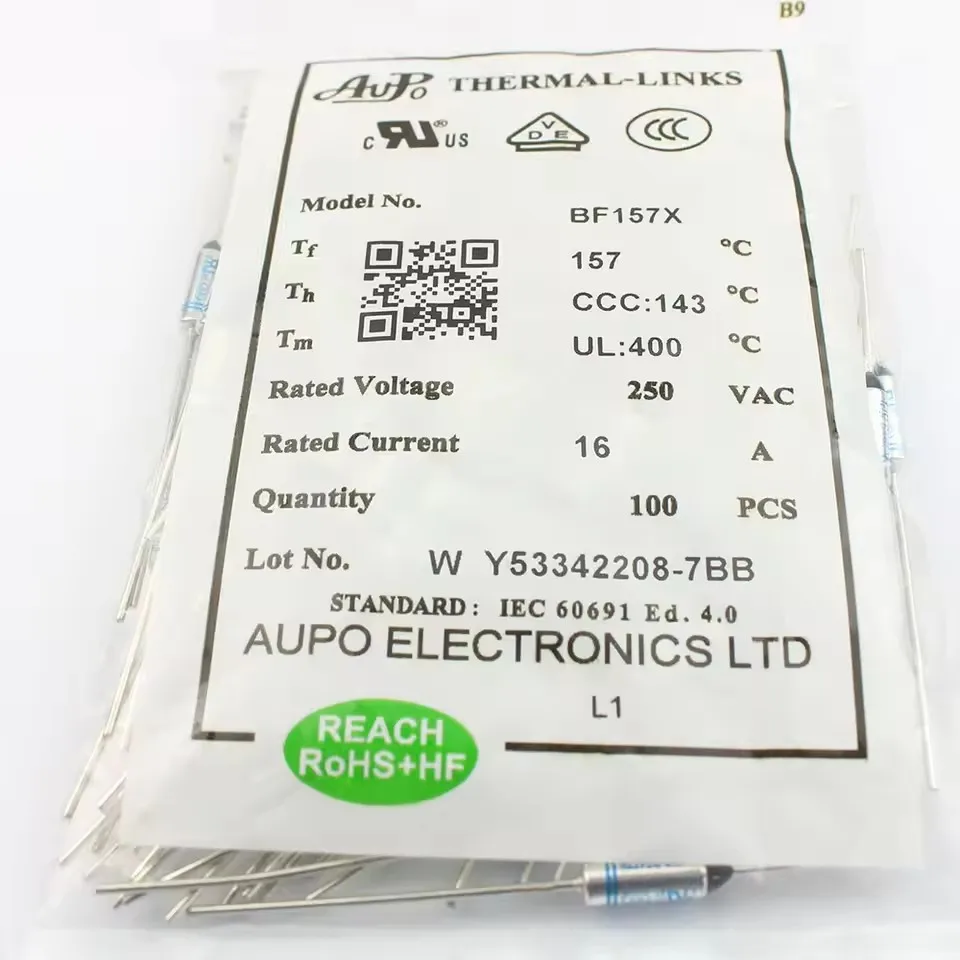 B9
AUPO THERMAL-LINKS
c RU ® US VDE CCC
Model No. BF157X
Tf 157 °C
Th CCC:143 °C
Tm UL:400 °C
Rated Voltage 250 VAC
Rated Current 16 A
Quantity 100 PCS
Lot No. W Y53342208-7BB
STANDARD: IEC 60691 Ed. 4.0
AUPO ELECTRONICS LTD
L1
REACH
RoHS+HF